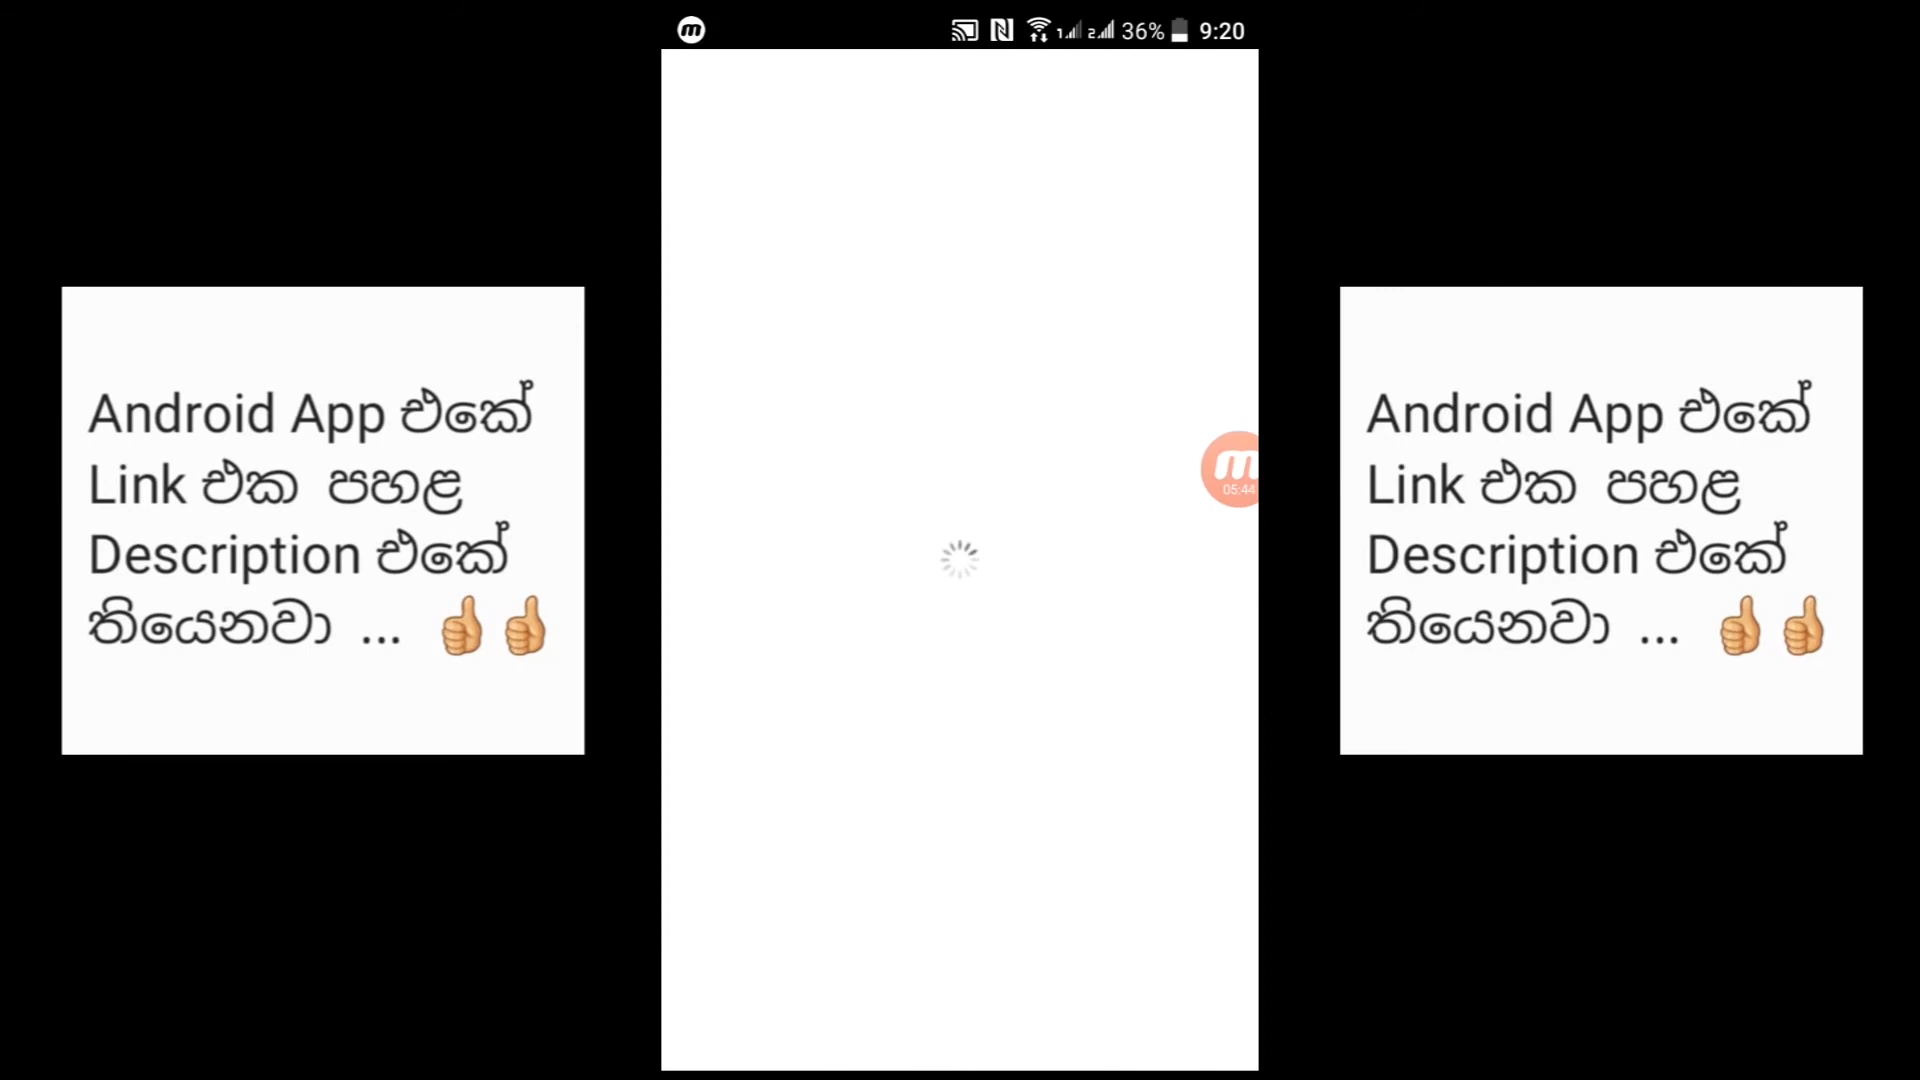 36% 9:20
Android App එකේ
Link එක පහළ
Description එකේ
තියෙනවා ... 👍👍
05:44
Android App එකේ
Link එක පහළ
Description එකේ
තියෙනවා ... 👍👍